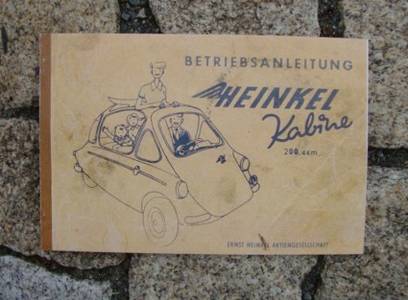 BETRIEBSANLEITUNG
HEINKEL
Kabine
200 ccm.
ERNST HEINKEL AKTIENGESELLSCHAFT